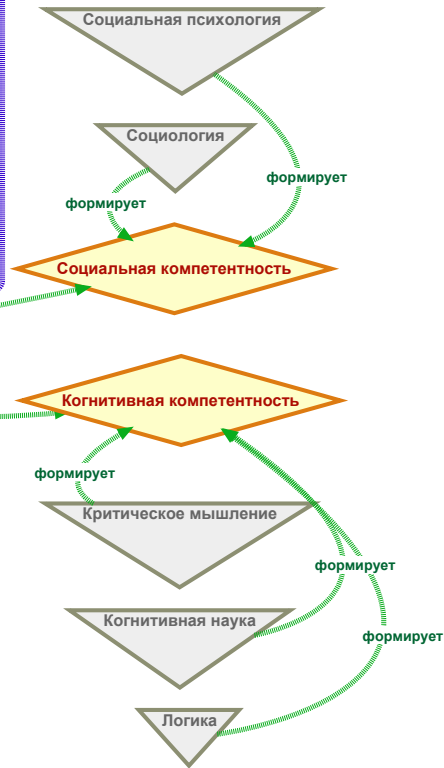 Социальная психология
Социология
формирует
формирует
Социальная компетентность
Когнитивная компетентность
формирует
Критическое мышление
формирует
Когнитивная наука
формирует
Логика